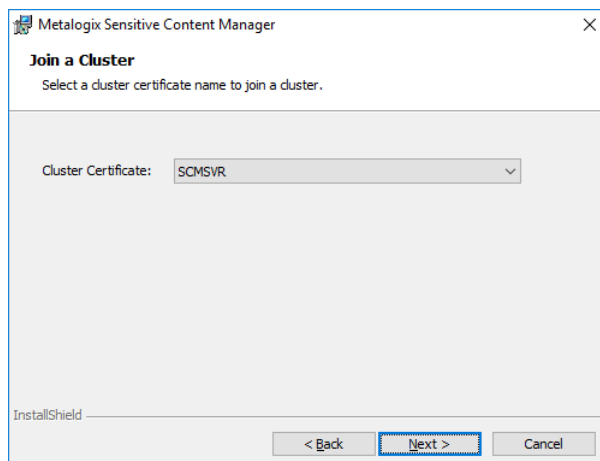 Metalogix Sensitive Content Manager
Join a Cluster
Select a cluster certificate name to join a cluster.
Cluster Certificate: SCMSVR
InstallShield
< Back Next > Cancel